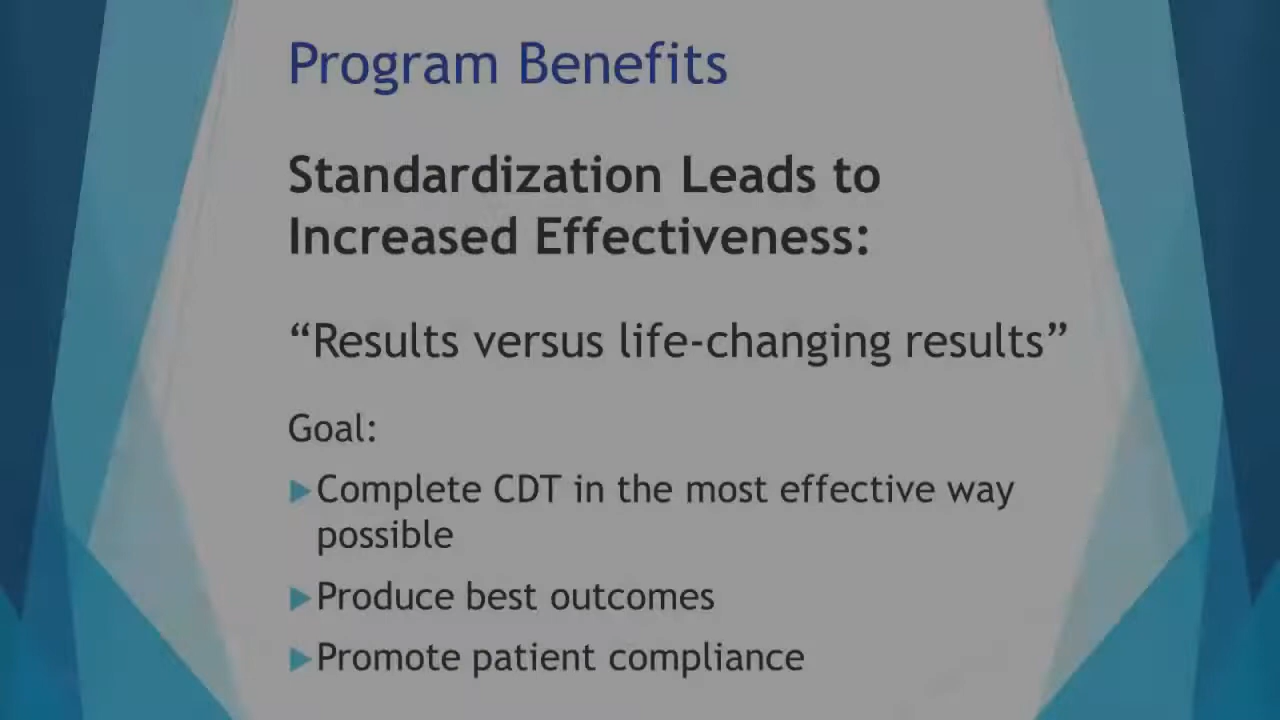 Program Benefits
Standardization Leads to
Increased Effectiveness:
“Results versus life-changing results”
Goal:
Complete CDT in the most effective way
possible
Produce best outcomes
Promote patient compliance